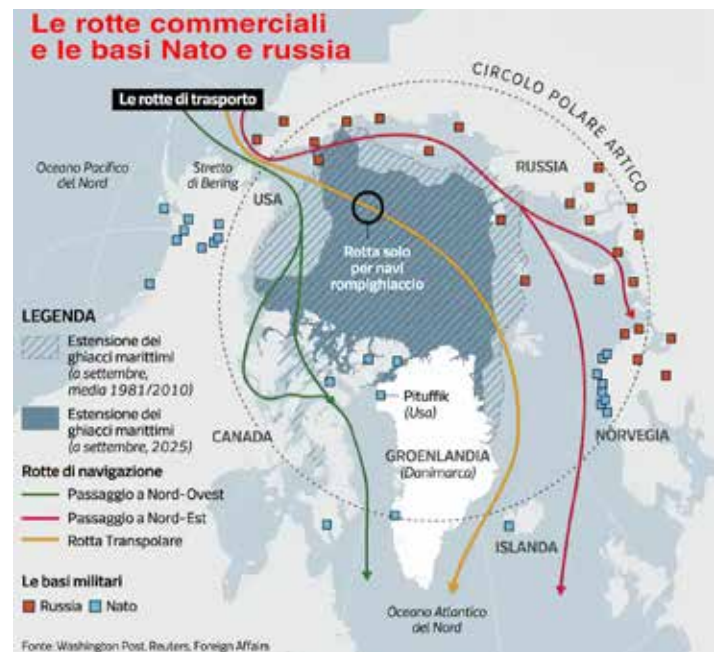 Le rotte commerciali
e le basi Nato e russia
Le rotte di trasporto
CIRCOLO POLARE ARTICO
Oceano Pacifico
del Nord
Stretto
di Bering
USA
RUSSIA
Rotta solo
per navi
rompighiaccio
LEGENDA
Estensione dei
ghiacci marittimi
(a settembre,
media 1981/2010)
Estensione dei
ghiacci marittimi
(a settembre, 2025)
Pituffik
(Usa)
CANADA
GROENLANDIA
(Danimarca)
NORVEGIA
ISLANDA
Rotte di navigazione
Passaggio a Nord-Ovest
Passaggio a Nord-Est
Rotta Transpolare
Le basi militari
Russia
Nato
Oceano Atlantico
del Nord
Fonte: Washington Post, Reuters, Foreign Affairs